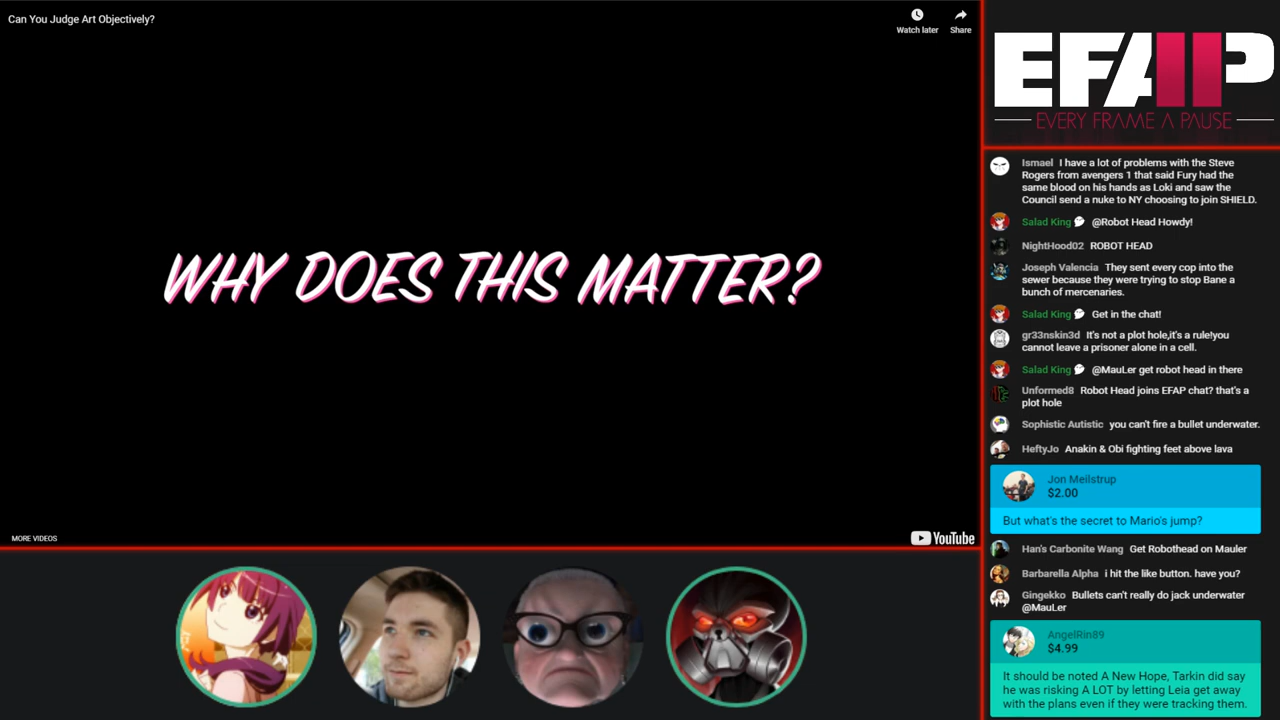 Can You Judge Art Objectively?
Watch later
Share
WHY DOES THIS MATTER?
MORE VIDEOS
YouTube
EFAP
EVERY FRAME A PAUSE
Ismael I have a lot of problems with the Steve
Rogers from avengers 1 that said Fury had the
same blood on his hands as Loki and saw the
Council send a nuke to NY choosing to join SHIELD.
Salad King @Robot Head Howdy!
NightHood02 ROBOT HEAD
Joseph Valencia They sent every cop into the
sewer because they were trying to stop Bane a
bunch of mercenaries.
Salad King Get in the chat!
gr33nskin3d It's not a plot hole,it's a rule!you
cannot leave a prisoner alone in a cell.
Salad King @MauLer get robot head in there
Unformed8 Robot Head joins EFAP chat? that's a
plot hole
Sophistic Autistic you can't fire a bullet underwater.
HeftyJo Anakin & Obi fighting feet above lava
Jon Meilstrup
$2.00
But what's the secret to Mario's jump?
Han's Carbonite Wang Get Robothead on Mauler
Barbarella Alpha i hit the like button. have you?
Gingekko Bullets can't really do jack underwater
@MauLer
AngelRin89
$4.99
It should be noted A New Hope, Tarkin did say
he was risking A LOT by letting Leia get away
with the plans even if they were tracking them.